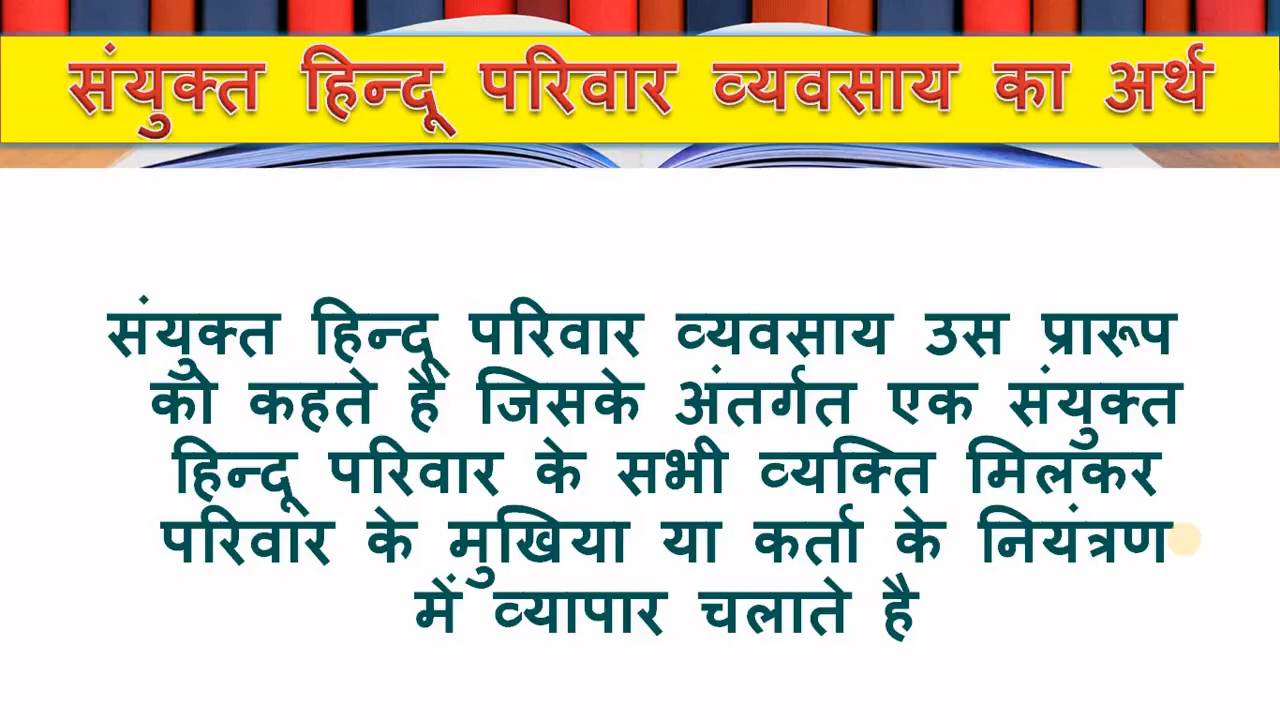 संयुक्त हिन्दू परिवार व्यवसाय का अर्थ
संयुक्त हिन्दू परिवार व्यवसाय उस प्रारूप
को कहते है जिसके अंतर्गत एक संयुक्त
हिन्दू परिवार के सभी व्यक्ति मिलकर
परिवार के मुखिया या कर्ता के नियंत्रण
में व्यापार चलाते है